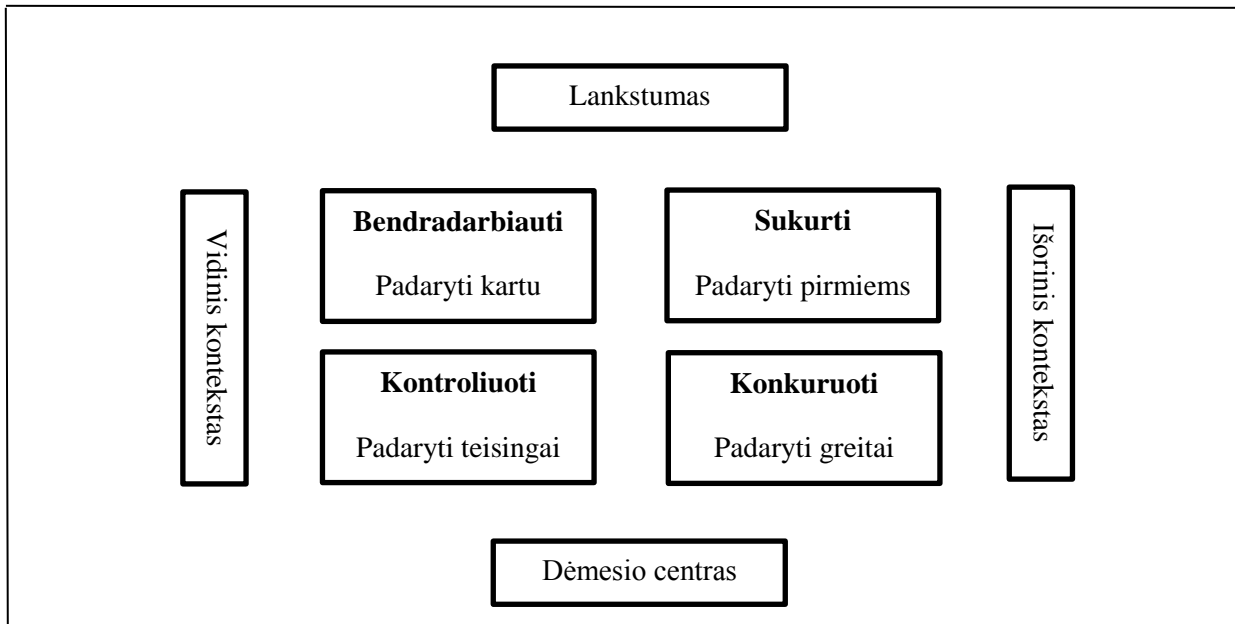 Lankstumas
Vidinis kontekstas
Bendradarbiauti
Padaryti kartu
Sukurti
Padaryti pirmiems
Išorinis kontekstas
Kontroliuoti
Padaryti teisingai
Konkuruoti
Padaryti greitai
Dėmesio centras